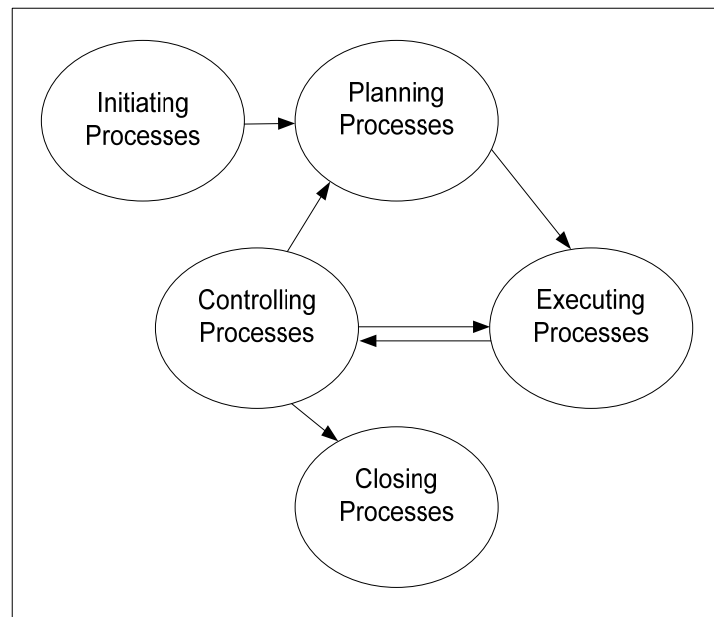 Initiating
Processes
Planning
Processes
Controlling
Processes
Executing
Processes
Closing
Processes